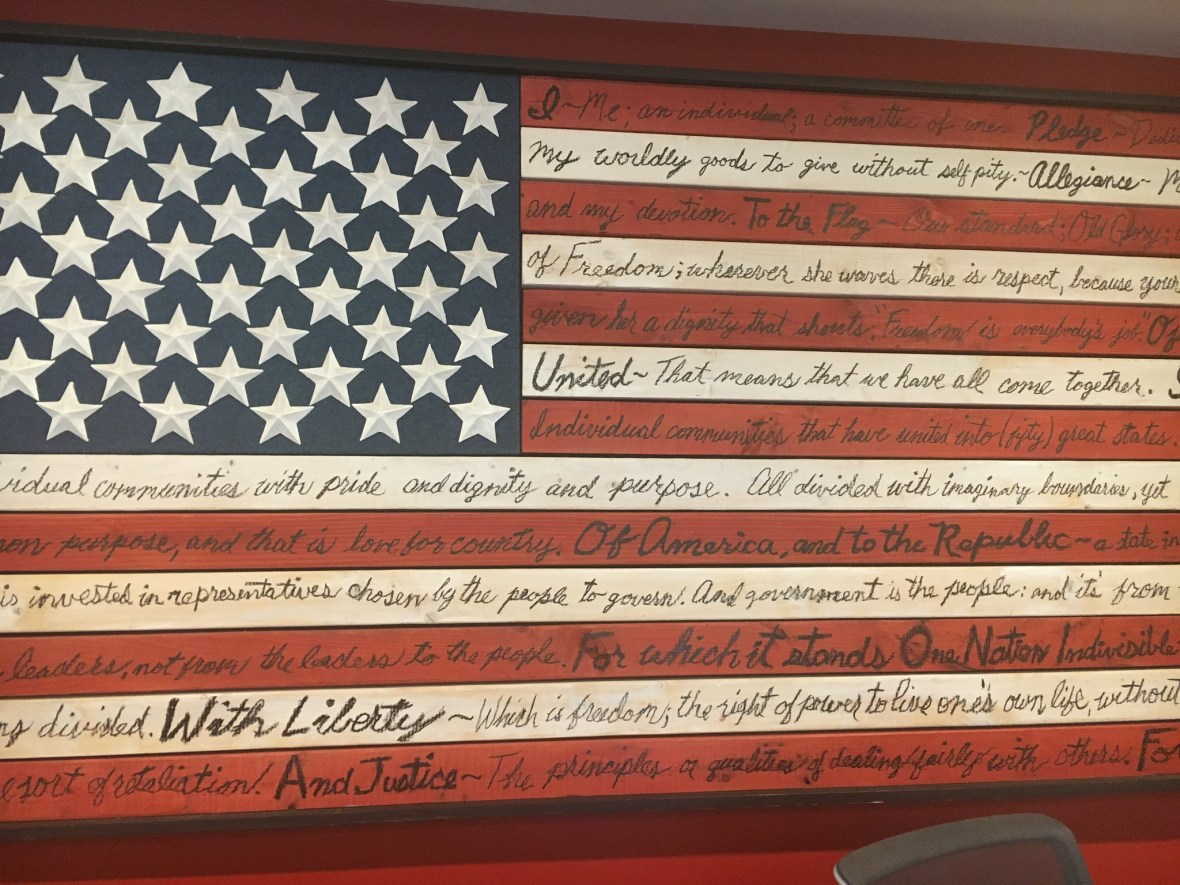 I ~ Me; an individual; a committee of one. Pledge ~
My worldly goods to give without self pity. ~ Allegiance ~
and my devotion. To the Flag ~ Our standard; Old Glory;
of Freedom; wherever she waves there is respect, because your
given her a dignity that shouts, "Freedom is everybody's job." Of
United ~ That means that we have all come together.
Individual communities that have united into (fifty) great states.
vidual communities with pride and dignity and purpose. All divided with imaginary boundaries, yet
purpose, and that is love for country. Of America, and to the Republic ~ a state in
is invested in representatives chosen by the people to govern. And government is the people: and it's from
leaders, not from the leaders to the people. For which it stands One Nation Indivisible
divided. With Liberty ~ Which is freedom; the right of power to live one's own life, without
sort of retaliation! And Justice ~ The principles or qualities of dealing fairly with others. For